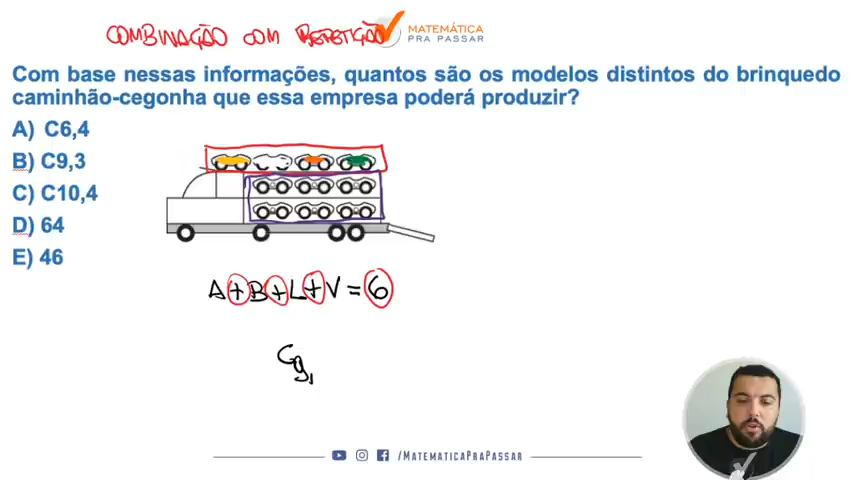 COMBINAÇÃO COM REPETIÇÃO
MATEMÁTICA
PRA PASSAR
Com base nessas informações, quantos são os modelos distintos do brinquedo
caminhão-cegonha que essa empresa poderá produzir?
A) C6,4
B) C9,3
C) C10,4
D) 64
E) 46
A+B+L+V=6
C9,
/MATEMATICAPRAPASSAR